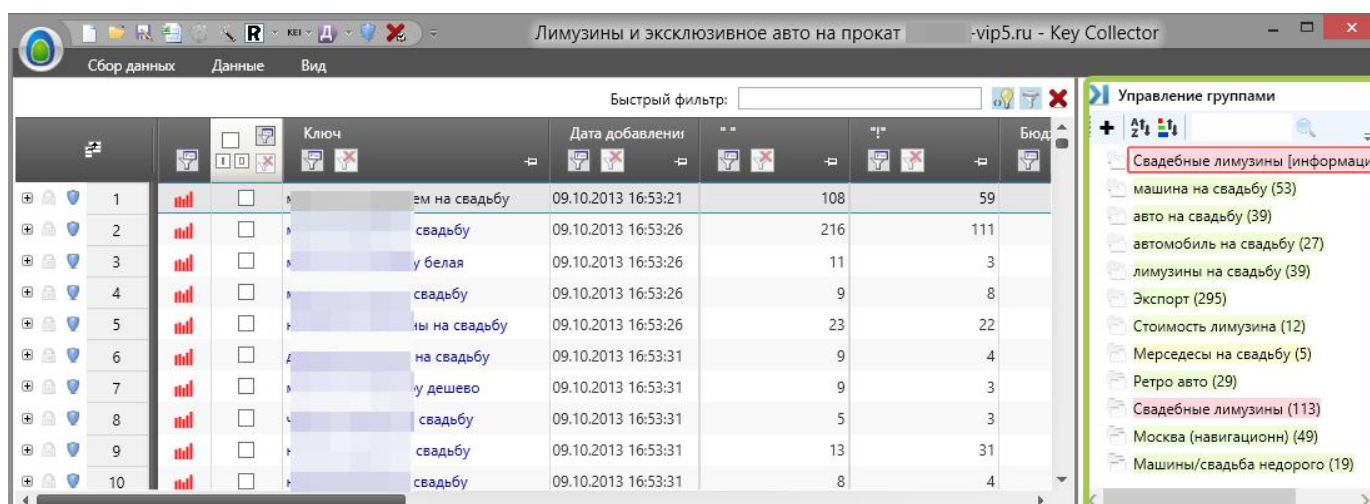 R KEI Д Лимузины и эксклюзивное авто на прокат -vip5.ru - Key Collector
Сбор данных Данные Вид
Быстрый фильтр:
Управление группами
Ключ Дата добавлени " " "!" Бюд
1 ем на свадьбу 09.10.2013 16:53:21 108 59
2 свадьбу 09.10.2013 16:53:26 216 111
3 у белая 09.10.2013 16:53:26 11 3
4 свадьбу 09.10.2013 16:53:26 9 8
5 ны на свадьбу 09.10.2013 16:53:26 23 22
6 на свадьбу 09.10.2013 16:53:31 9 4
7 у дешево 09.10.2013 16:53:31 9 3
8 свадьбу 09.10.2013 16:53:31 5 3
9 свадьбу 09.10.2013 16:53:31 13 31
10 свадьбу 09.10.2013 16:53:31 8 4
Свадебные лимузины [информаци
машина на свадьбу (53)
авто на свадьбу (39)
автомобиль на свадьбу (27)
лимузины на свадьбу (39)
Экспорт (295)
Стоимость лимузина (12)
Мерседесы на свадьбу (5)
Ретро авто (29)
Свадебные лимузины (113)
Москва (навигационн) (49)
Машины/свадьба недорого (19)